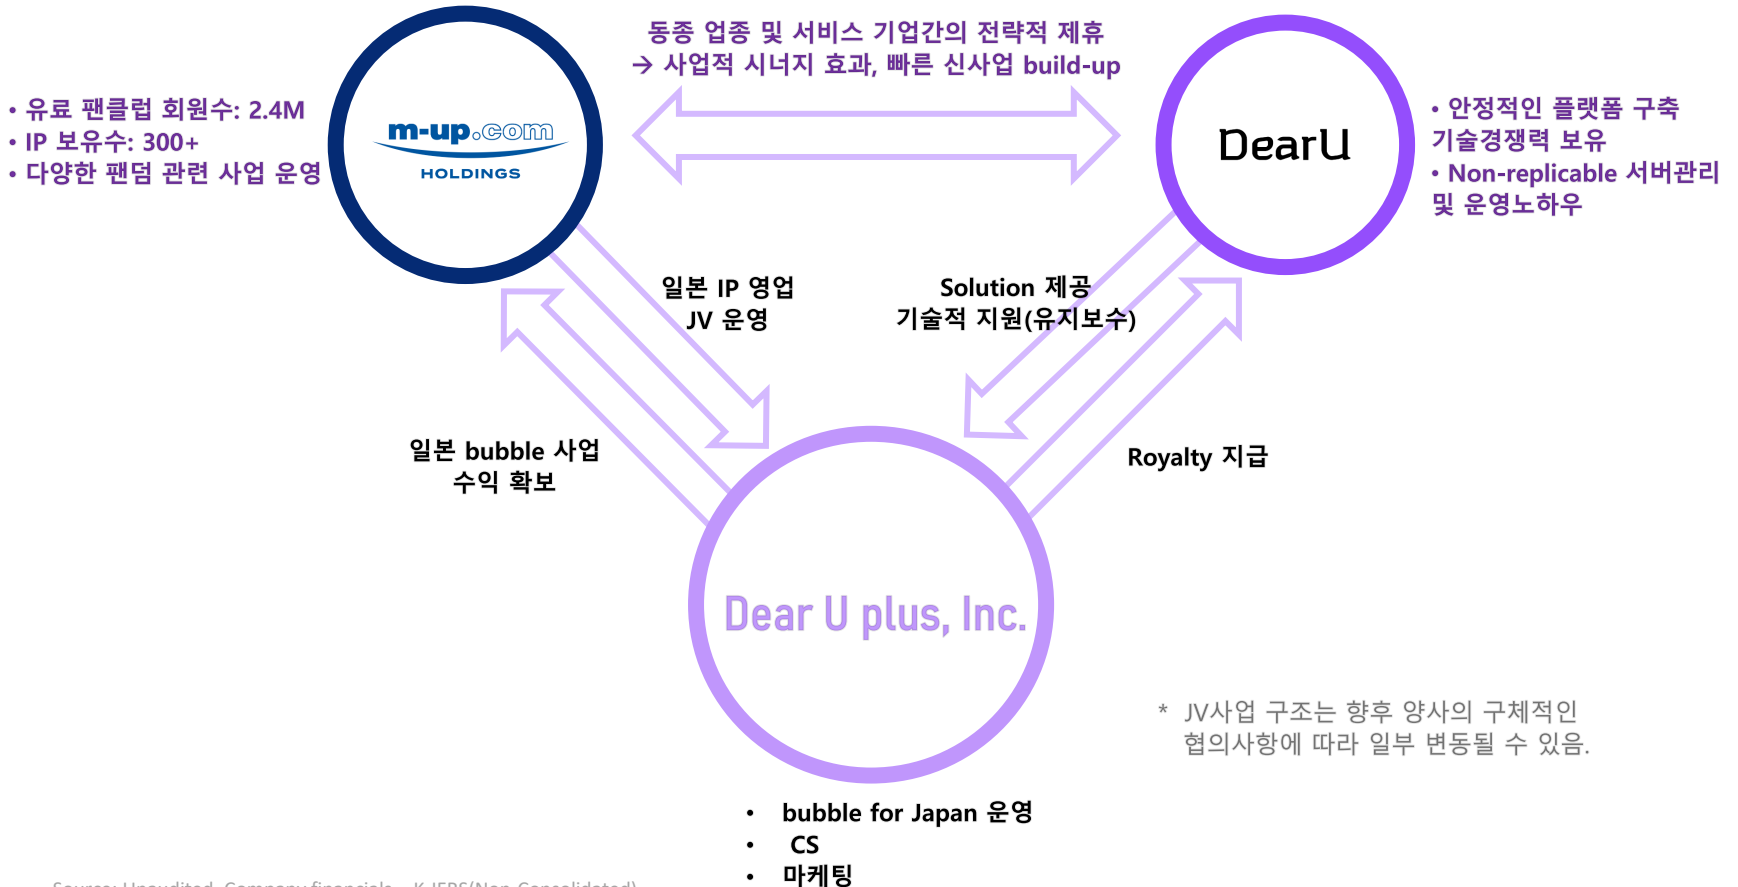 동종 업종 및 서비스 기업간의 전략적 제휴
→ 사업적 시너지 효과, 빠른 신사업 build-up
• 유료 팬클럽 회원수: 2.4M
• IP 보유수: 300+
• 다양한 팬덤 관련 사업 운영
m-up.com
HOLDINGS
DearU
• 안정적인 플랫폼 구축
기술경쟁력 보유
• Non-replicable 서버관리
및 운영노하우
일본 IP 영업
JV 운영
Solution 제공
기술적 지원(유지보수)
일본 bubble 사업
수익 확보
Royalty 지급
Dear U plus, Inc.
* JV사업 구조는 향후 양사의 구체적인
협의사항에 따라 일부 변동될 수 있음.
• bubble for Japan 운영
• CS
• 마케팅
Source: Unaudited, Company financials – K-IFRS(Non-Consolidated)